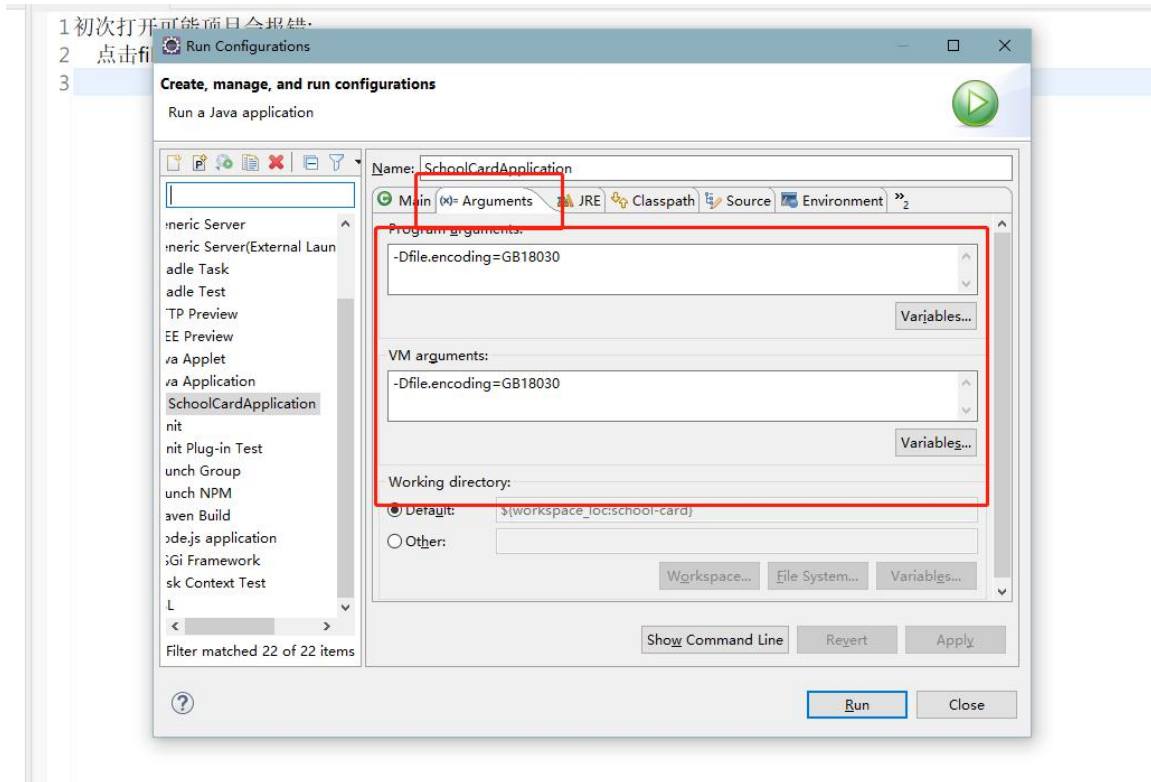 1初次打开可能项目会报错:
Run Configurations
2 点击fil
3
Create, manage, and run configurations
Run a Java application
Name: SchoolCardApplication
Main (x)= Arguments JRE Classpath Source Environment »2
eneric Server
Program arguments:
eneric Server(External Laun
-Dfile.encoding=GB18030
adle Task
adle Test
TP Preview
Variables...
EE Preview
va Applet
VM arguments:
va Application
-Dfile.encoding=GB18030
SchoolCardApplication
nit
nit Plug-in Test
Variables...
unch Group
Working directory:
unch NPM
aven Build
Default: ${workspace_loc:school-card}
ode.js application
Other:
SGi Framework
sk Context Test
Workspace... File System... Variables...
L
Filter matched 22 of 22 items
Show Command Line Revert Apply
Run Close